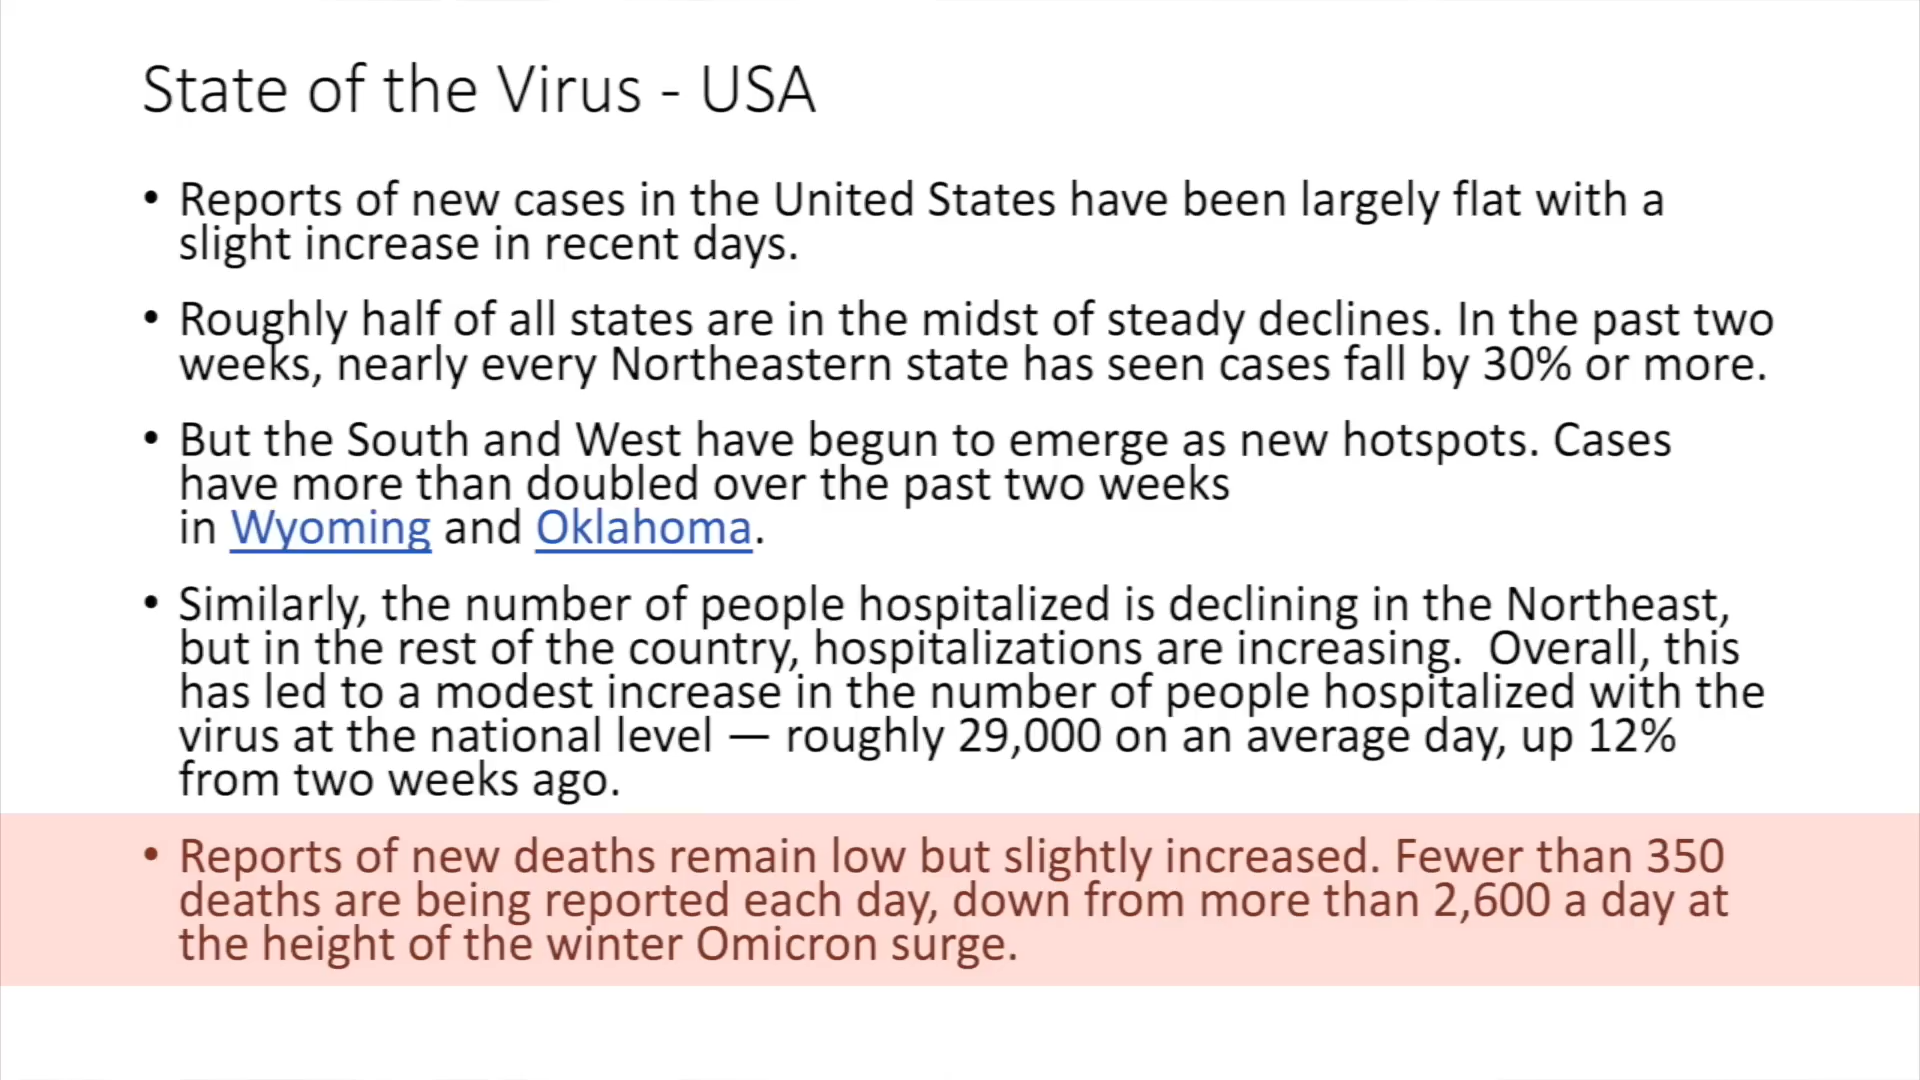 State of the Virus - USA
• Reports of new cases in the United States have been largely flat with a
slight increase in recent days.
• Roughly half of all states are in the midst of steady declines. In the past two
weeks, nearly every Northeastern state has seen cases fall by 30% or more.
• But the South and West have begun to emerge as new hotspots. Cases
have more than doubled over the past two weeks
in Wyoming and Oklahoma.
• Similarly, the number of people hospitalized is declining in the Northeast,
but in the rest of the country, hospitalizations are increasing.  Overall, this
has led to a modest increase in the number of people hospitalized with the
virus at the national level — roughly 29,000 on an average day, up 12%
from two weeks ago.
• Reports of new deaths remain low but slightly increased. Fewer than 350
deaths are being reported each day, down from more than 2,600 a day at
the height of the winter Omicron surge.